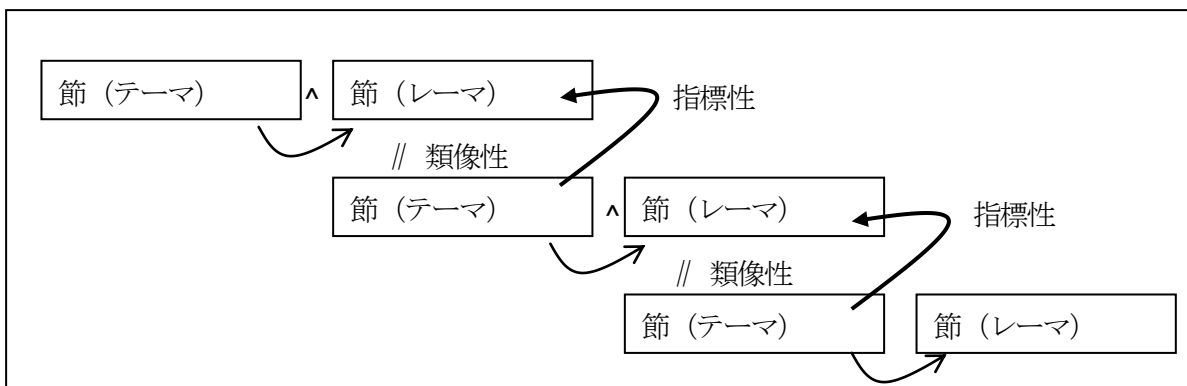 節（テーマ） ^ 節（レーマ） 指標性
// 類像性
節（テーマ） ^ 節（レーマ） 指標性
// 類像性
節（テーマ） 節（レーマ）